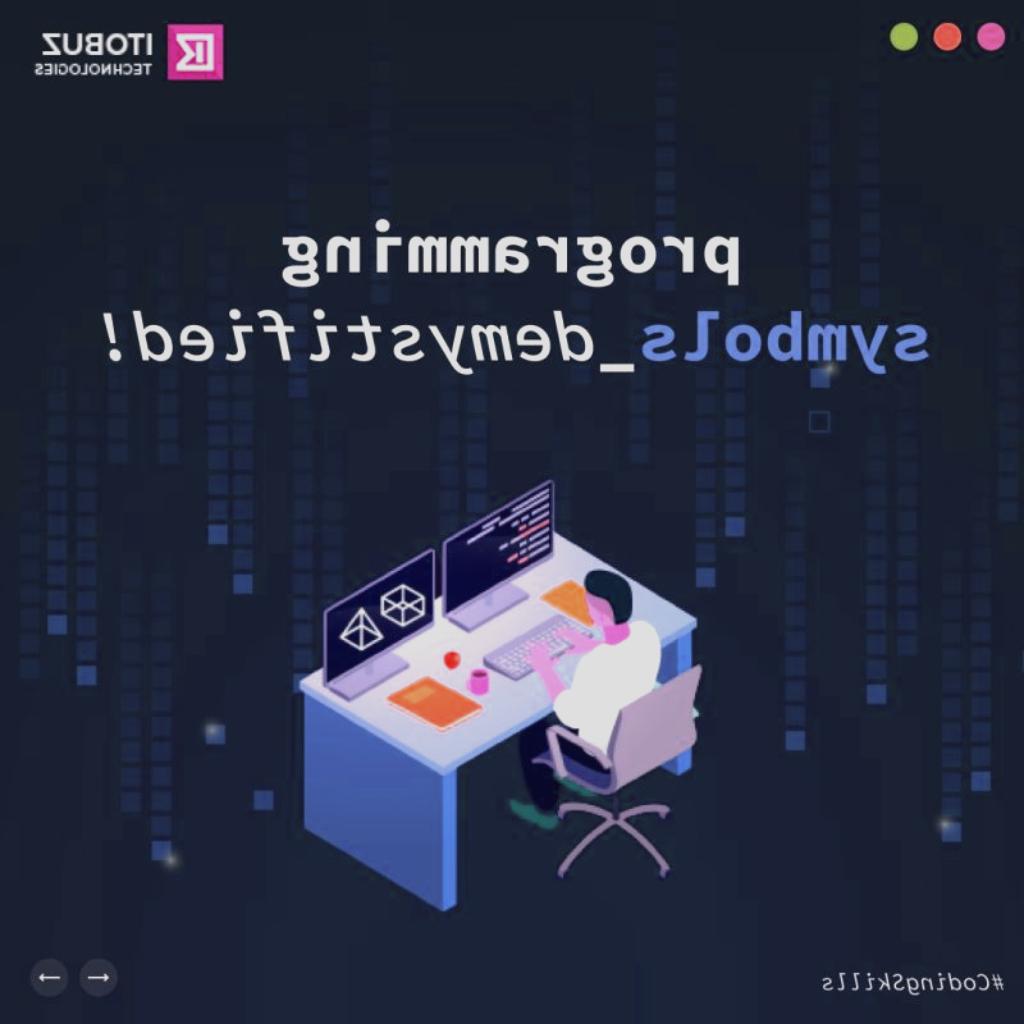 ITOBUZ
TECHNOLOGIES
programming
symbols_demystified!
#CodingSkills